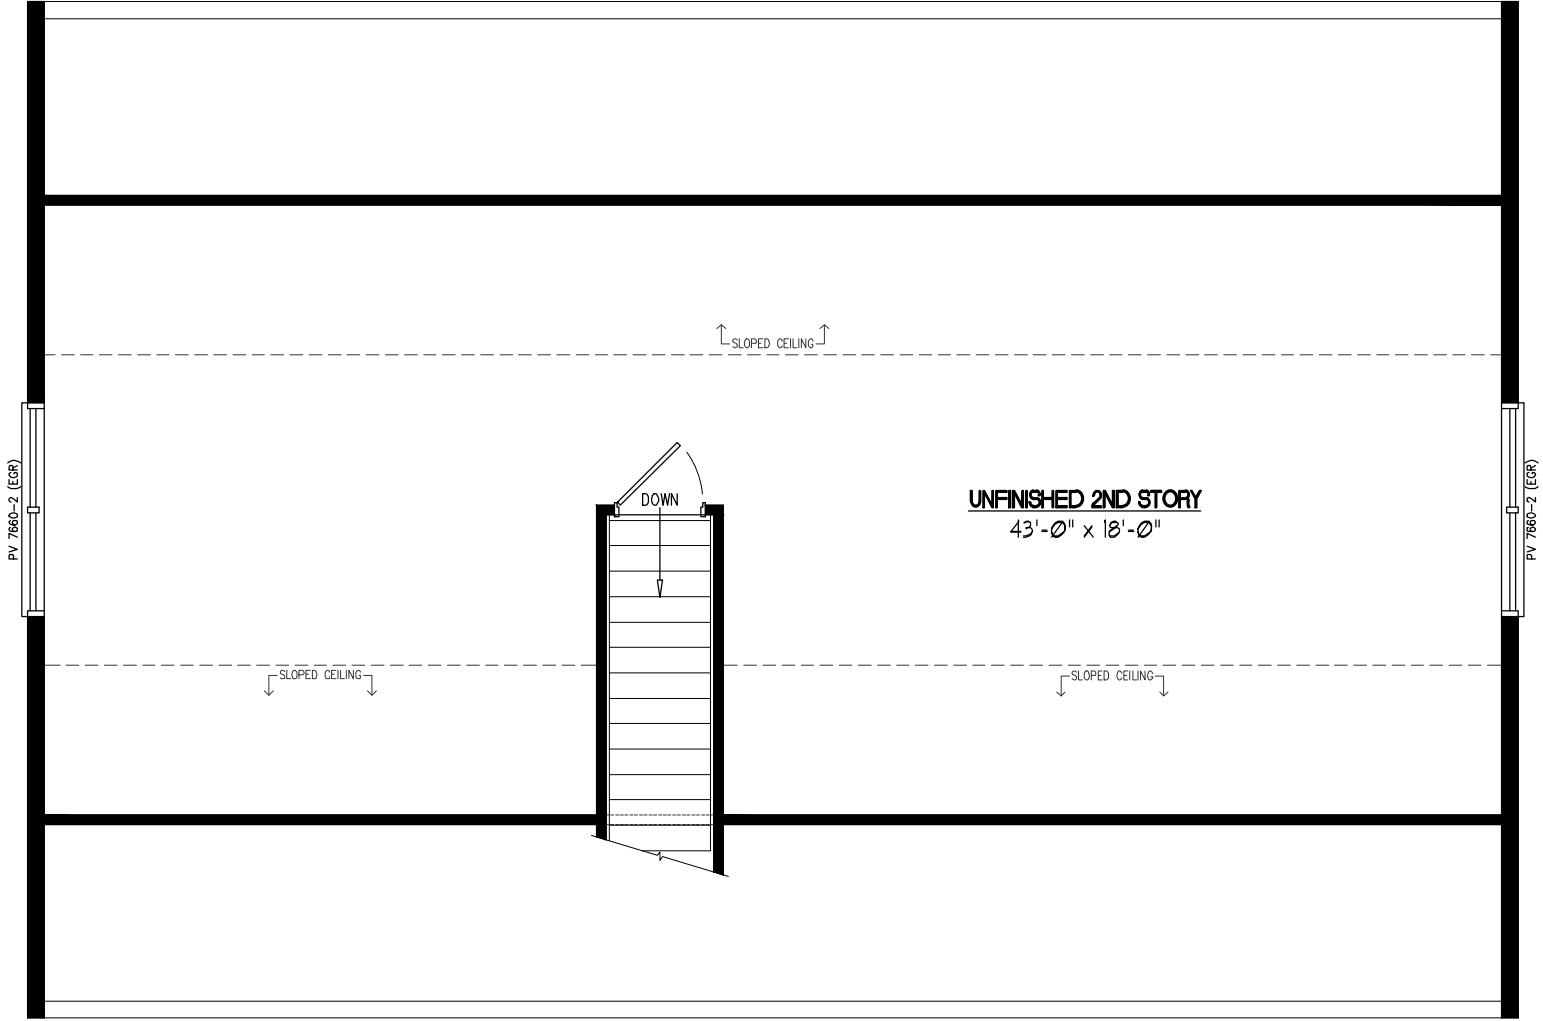 SLOPED CEILING
PV 7660-2 (EGR)
DOWN
UNFINISHED 2ND STORY
43'-0" x 18'-0"
PV 7660-2 (EGR)
SLOPED CEILING
SLOPED CEILING